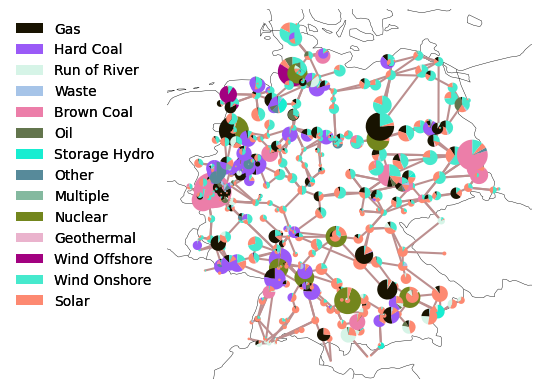 Gas
Hard Coal
Run of River
Waste
Brown Coal
Oil
Storage Hydro
Other
Multiple
Nuclear
Geothermal
Wind Offshore
Wind Onshore
Solar